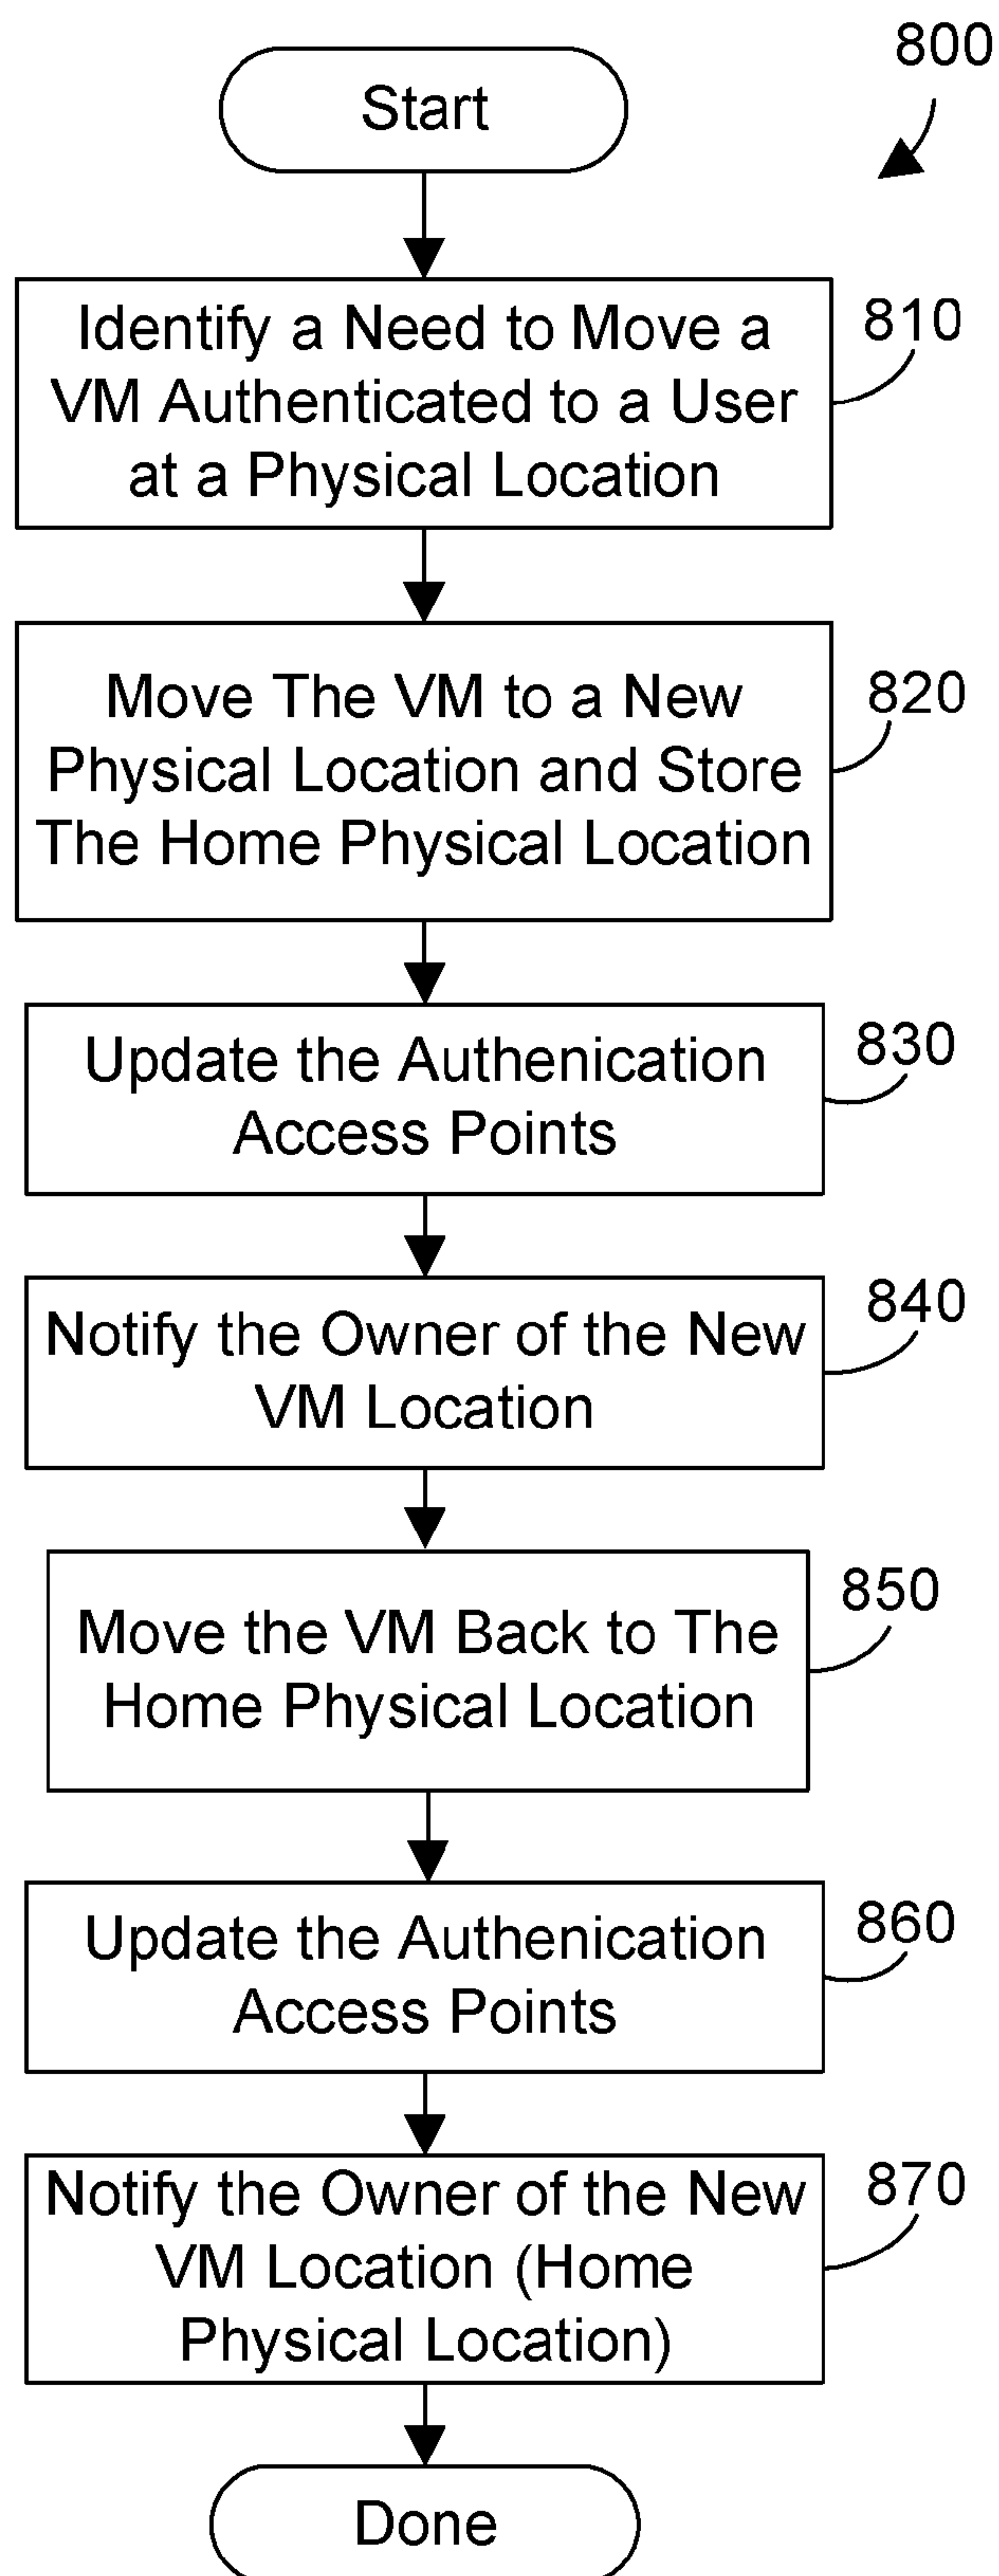 800
Start
Identify a Need to Move a
VM Authenticated to a User
at a Physical Location
810
Move The VM to a New
Physical Location and Store
The Home Physical Location
820
Update the Authenication
Access Points
830
Notify the Owner of the New
VM Location
840
Move the VM Back to The
Home Physical Location
850
Update the Authenication
Access Points
860
Notify the Owner of the New
VM Location (Home
Physical Location)
870
Done